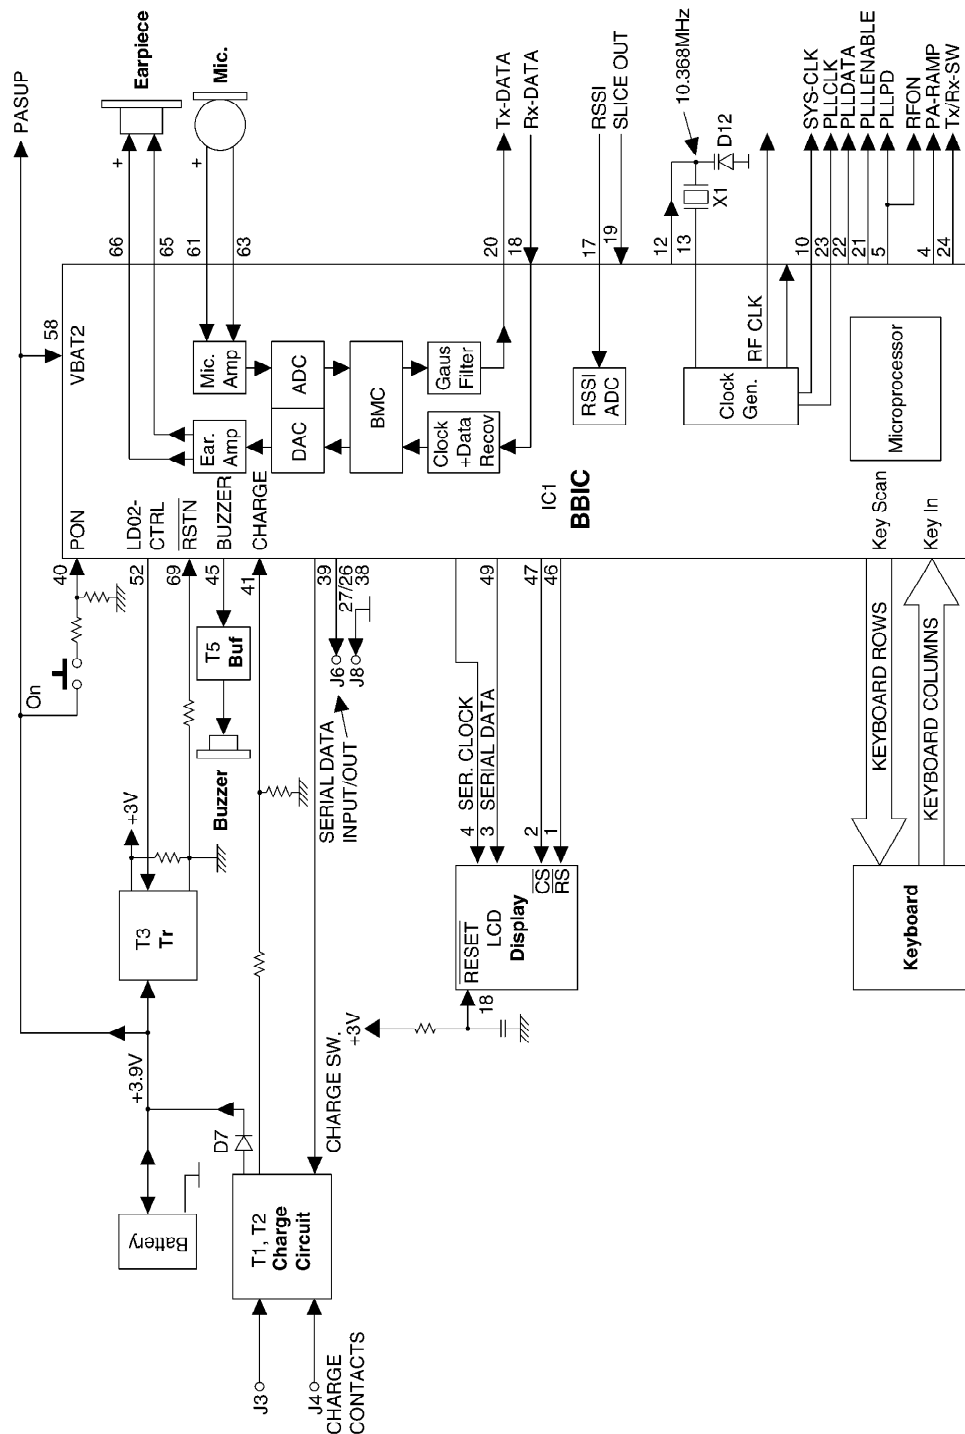 J3
J4
CHARGE
CONTACTS
T1, T2
Charge
Circuit
Battery
D7
+3.9V
CHARGE SW.
T3
Tr
+3V
On
Buzzer
T5
Buf
SERIAL DATA
INPUT/OUT
J6
J8
40
52
69
45
41
39
27/26
38
PON
LD02-
CTRL
RSTN
BUZZER
CHARGE
+3V
18
RESET
LCD
Display
CS
RS
4
SER. CLOCK
3
SERIAL DATA
2
1
49
47
46
Keyboard
KEYBOARD ROWS
KEYBOARD COLUMNS
Key Scan
Key In
IC1
BBIC
VBAT2
58
PASUP
Ear.
Amp
Mic.
Amp
DAC
ADC
BMC
Clock
+Data
Recov
Gaus
Filter
RSSI
ADC
Clock
Gen.
RF CLK
Microprocessor
66
65
61
63
+
+
Earpiece
Mic.
20
18
Tx-DATA
Rx-DATA
17
19
RSSI
SLICE OUT
12
13
X1
D12
10.368MHz
10
23
22
21
5
4
24
SYS-CLK
PLLCLK
PLLDATA
PLLLENABLE
PLLPD
RFON
PA-RAMP
Tx/Rx-SW